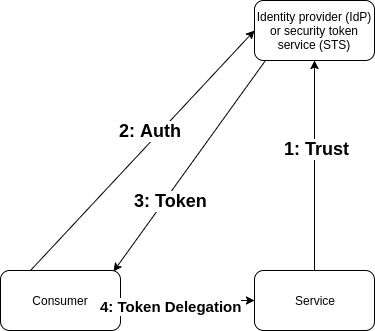 Identity provider (IdP)
or security token
service (STS)
2: Auth
1: Trust
3: Token
Consumer
4: Token Delegation
Service